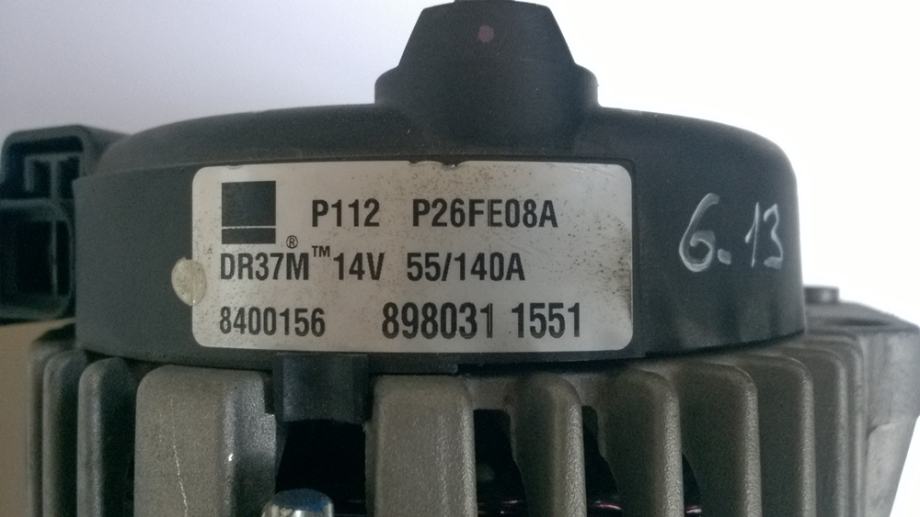 P112 P26FE08A
® DR37M™ 14V 55/140A
8400156 898031 1551
6.13